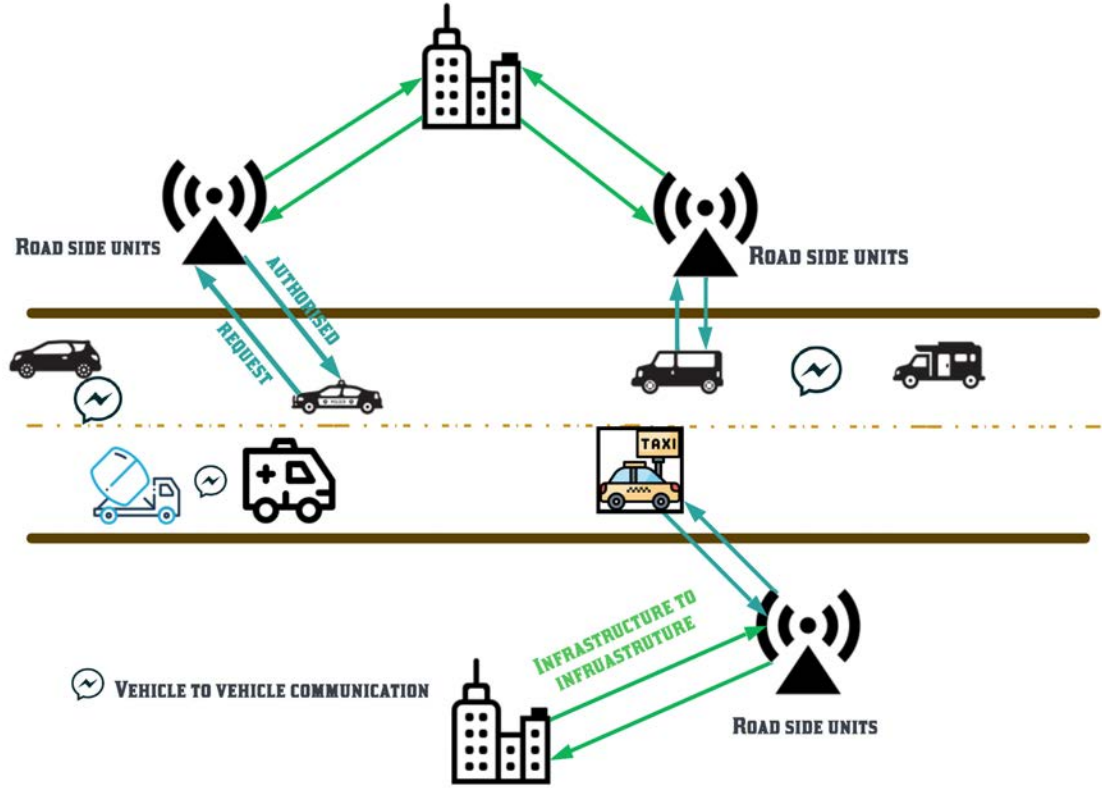 ROAD SIDE UNITS
ROAD SIDE UNITS
AUTHORISED
REQUEST
POLICE
TAXI
INFRASTRUCTURE TO
INFRUASTRUTURE
VEHICLE TO VEHICLE COMMUNICATION
ROAD SIDE UNITS